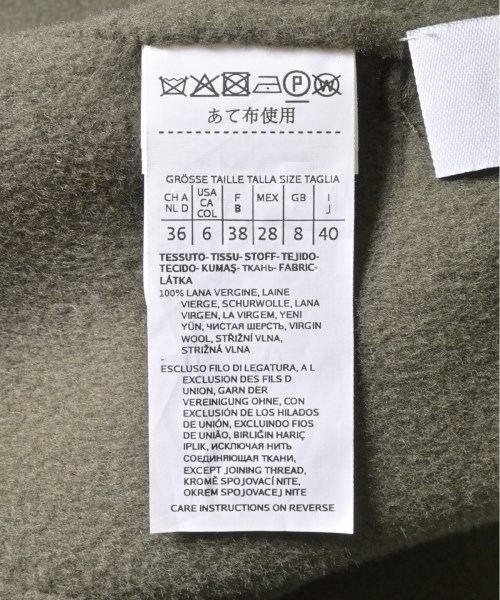 P W
あて布使用
GRÖSSE TAILLE TALLA SIZE TAGLIA
CH A NL D USA CA COL F B MEX GB I J
36 6 38 28 8 40
TESSUTO- TISSU- STOFF- TEJIDO-
TECIDO- KUMAŞ- ТКАНЬ- FABRIC-
LÁTKA
100% LANA VERGINE, LAINE
VIERGE, SCHURWOLLE, LANA
VIRGEN, LA VIRGEM, YENI
YÜN, ЧИСТАЯ ШЕРСТЬ, VIRGIN
WOOL, STŘIŽNÍ VLNA,
STRIŽNÁ VLNA
-
ESCLUSO FILO DI LEGATURA, A L
EXCLUSION DES FILS D
UNION, GARN DER
VEREINIGUNG OHNE, CON
EXCLUSIÓN DE LOS HILADOS
DE UNIÓN, EXCLUINDO FIOS
DE UNIÃO, BIRLIĞIN HARIÇ
IPLIK, ИСКЛЮЧАЯ НИТЬ
СОЕДИНЯЮЩАЯ ТКАНИ,
EXCEPT JOINING THREAD,
KROMĚ SPOJOVACÍ NITE,
OKREM SPOJOVACEJ NITE
CARE INSTRUCTIONS ON REVERSE